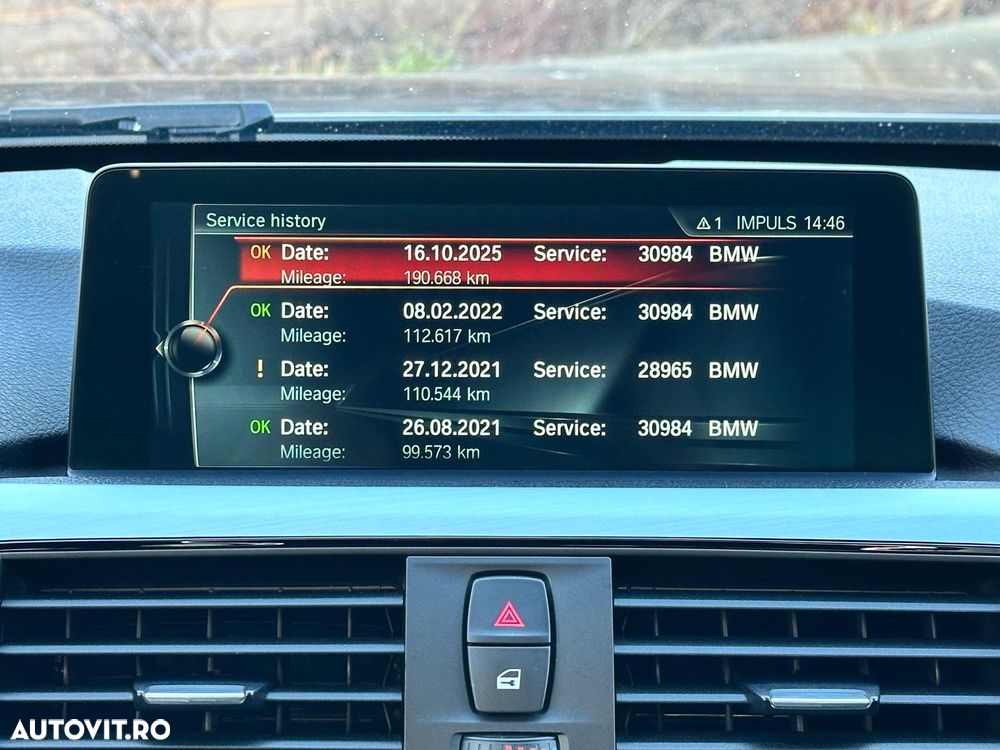 Service history 1 IMPULS 14:46
OK Date: 16.10.2025 Service: 30984 BMW
Mileage: 190.668 km
OK Date: 08.02.2022 Service: 30984 BMW
Mileage: 112.617 km
! Date: 27.12.2021 Service: 28965 BMW
Mileage: 110.544 km
OK Date: 26.08.2021 Service: 30984 BMW
Mileage: 99.573 km
AUTOVIT.RO